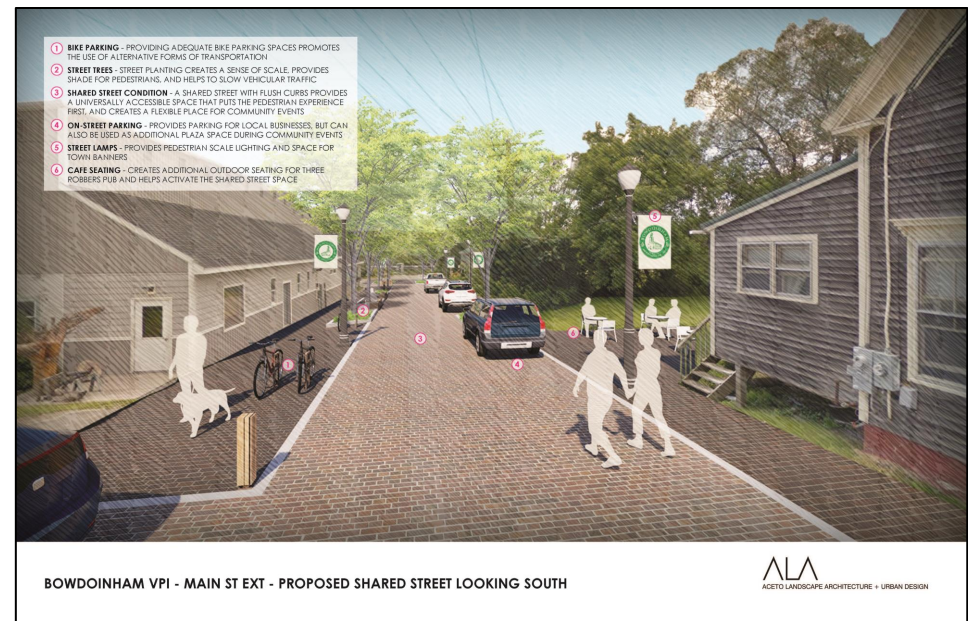 1 BIKE PARKING - PROVIDING ADEQUATE BIKE PARKING SPACES PROMOTES
THE USE OF ALTERNATIVE FORMS OF TRANSPORTATION
2 STREET TREES - STREET PLANTING CREATES A SENSE OF SCALE, PROVIDES
SHADE FOR PEDESTRIANS, AND HELPS TO SLOW VEHICULAR TRAFFIC
3 SHARED STREET CONDITION - A SHARED STREET WITH FLUSH CURBS PROVIDES
A UNIVERSALLY ACCESSIBLE SPACE THAT PUTS THE PEDESTRIAN EXPERIENCE
FIRST, AND CREATES A FLEXIBLE PLACE FOR COMMUNITY EVENTS
4 ON-STREET PARKING - PROVIDES PARKING FOR LOCAL BUSINESSES, BUT CAN
ALSO BE USED AS ADDITIONAL PLAZA SPACE DURING COMMUNITY EVENTS
5 STREET LAMPS - PROVIDES PEDESTRIAN SCALE LIGHTING AND SPACE FOR
TOWN BANNERS
6 CAFE SEATING - CREATES ADDITIONAL OUTDOOR SEATING FOR THREE
ROBBERS PUB AND HELPS ACTIVATE THE SHARED STREET SPACE
5
2
3
6
1
4
BOWDOINHAM VPI - MAIN ST EXT - PROPOSED SHARED STREET LOOKING SOUTH
ALA
ACETO LANDSCAPE ARCHITECTURE + URBAN DESIGN